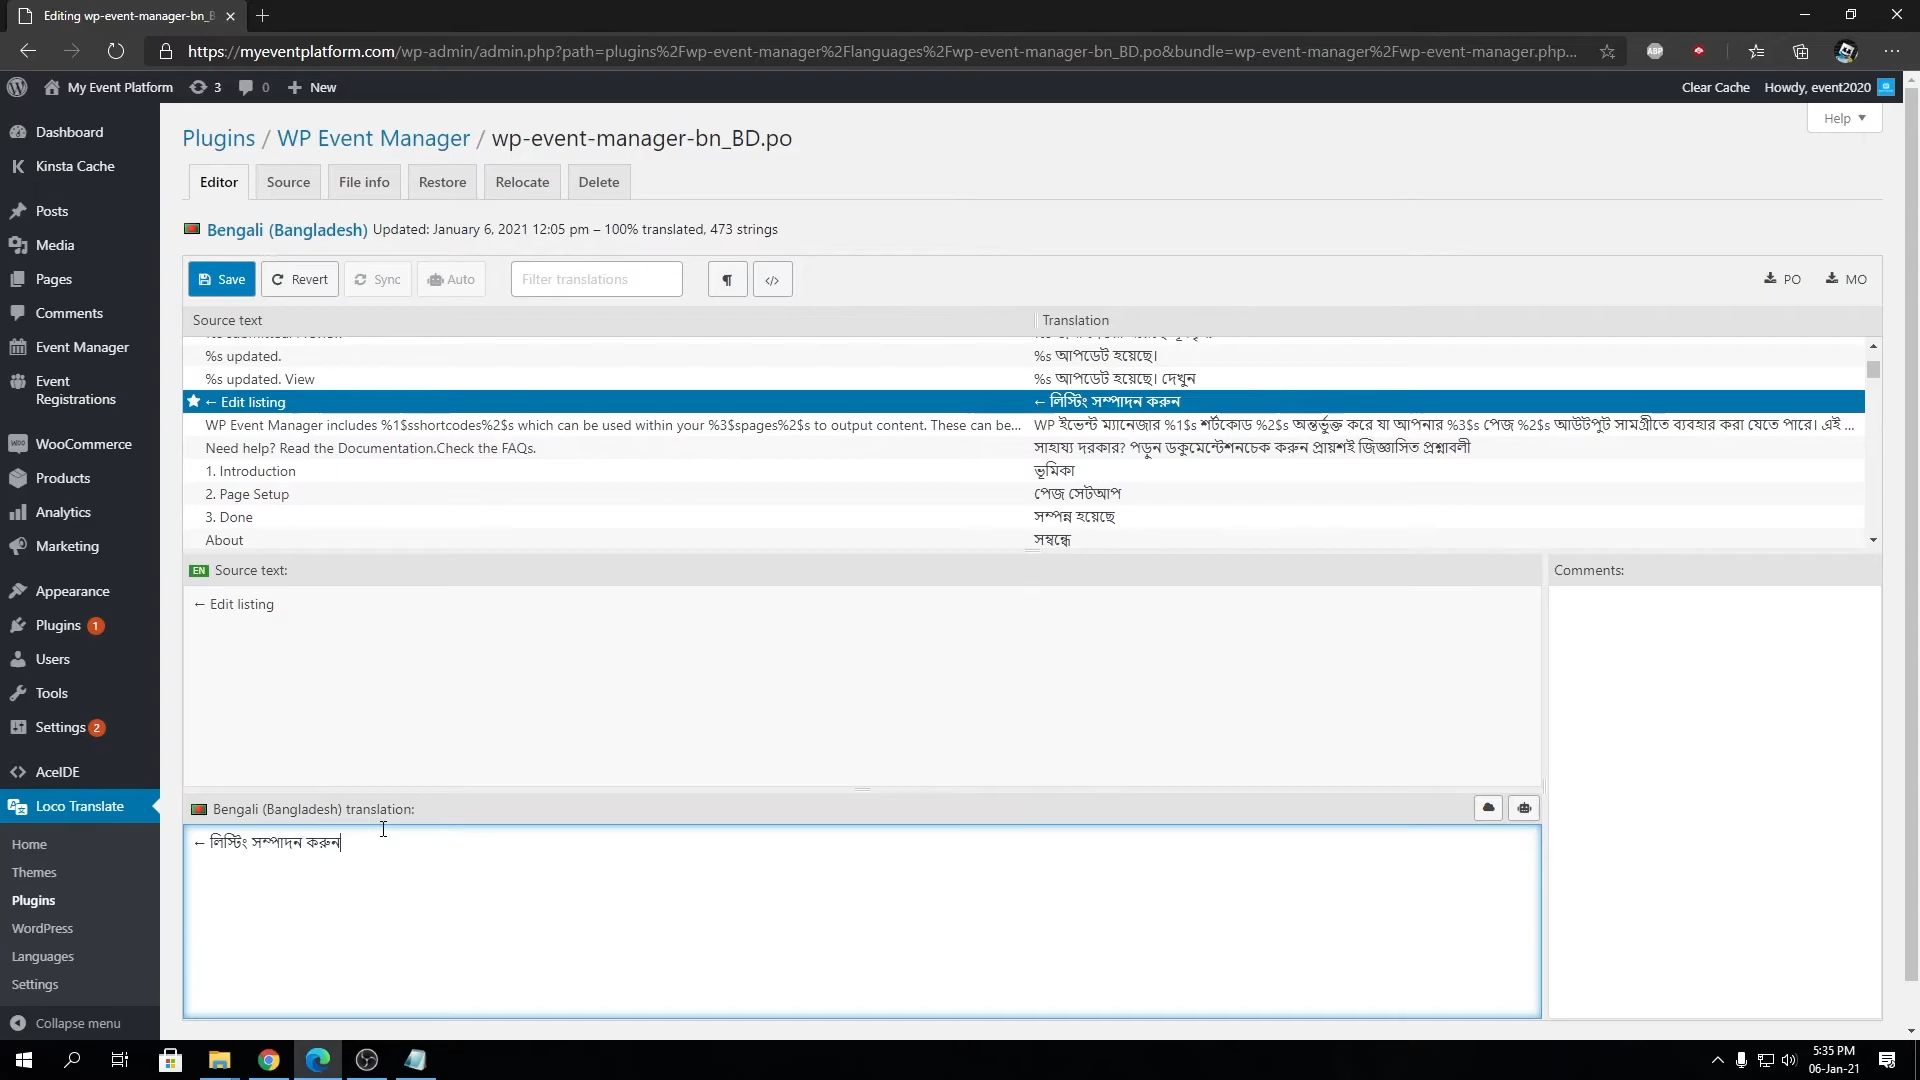 Editing wp-event-manager-bn_B
https://myeventplatform.com/wp-admin/admin.php?path=plugins%2Fwp-event-manager%2Flanguages%2Fwp-event-manager-bn_BD.po&bundle=wp-event-manager%2Fwp-event-manager.php...
My Event Platform 3 0 New
Clear Cache Howdy, event2020
Help
Dashboard
Kinsta Cache
Posts
Media
Pages
Comments
Event Manager
Event Registrations
WooCommerce
Products
Analytics
Marketing
Appearance
Plugins 1
Users
Tools
Settings 2
AceIDE
Loco Translate
Home
Themes
Plugins
WordPress
Languages
Settings
Collapse menu
Plugins / WP Event Manager / wp-event-manager-bn_BD.po
Editor Source File info Restore Relocate Delete
Bengali (Bangladesh) Updated: January 6, 2021 12:05 pm – 100% translated, 473 strings
Save Revert Sync Auto Filter translations ¶ </> PO MO
Source text Translation
%s updated. %s আপডেট হয়েছে।
%s updated. View %s আপডেট হয়েছে। দেখুন
← Edit listing ← লিস্টিং সম্পাদন করুন
WP Event Manager includes %1$sshortcodes%2$s which can be used within your %3$spages%2$s to output content. These can be... WP ইভেন্ট ম্যানেজার %1$s শর্টকোড %2$s অন্তর্ভুক্ত করে যা আপনার %3$s পেজ %2$s আউটপুট সামগ্রীতে ব্যবহার করা যেতে পারে। এই ...
Need help? Read the Documentation.Check the FAQs. সাহায্য দরকার? পড়ুন ডকুমেন্টেশনচেক করুন প্রায়শই জিজ্ঞাসিত প্রশ্নাবলী
1. Introduction ভূমিকা
2. Page Setup পেজ সেটআপ
3. Done সম্পন্ন হয়েছে
About সম্বন্ধে
EN Source text:
Comments:
← Edit listing
Bengali (Bangladesh) translation:
← লিস্টিং সম্পাদন করুন
5:35 PM
06-Jan-21